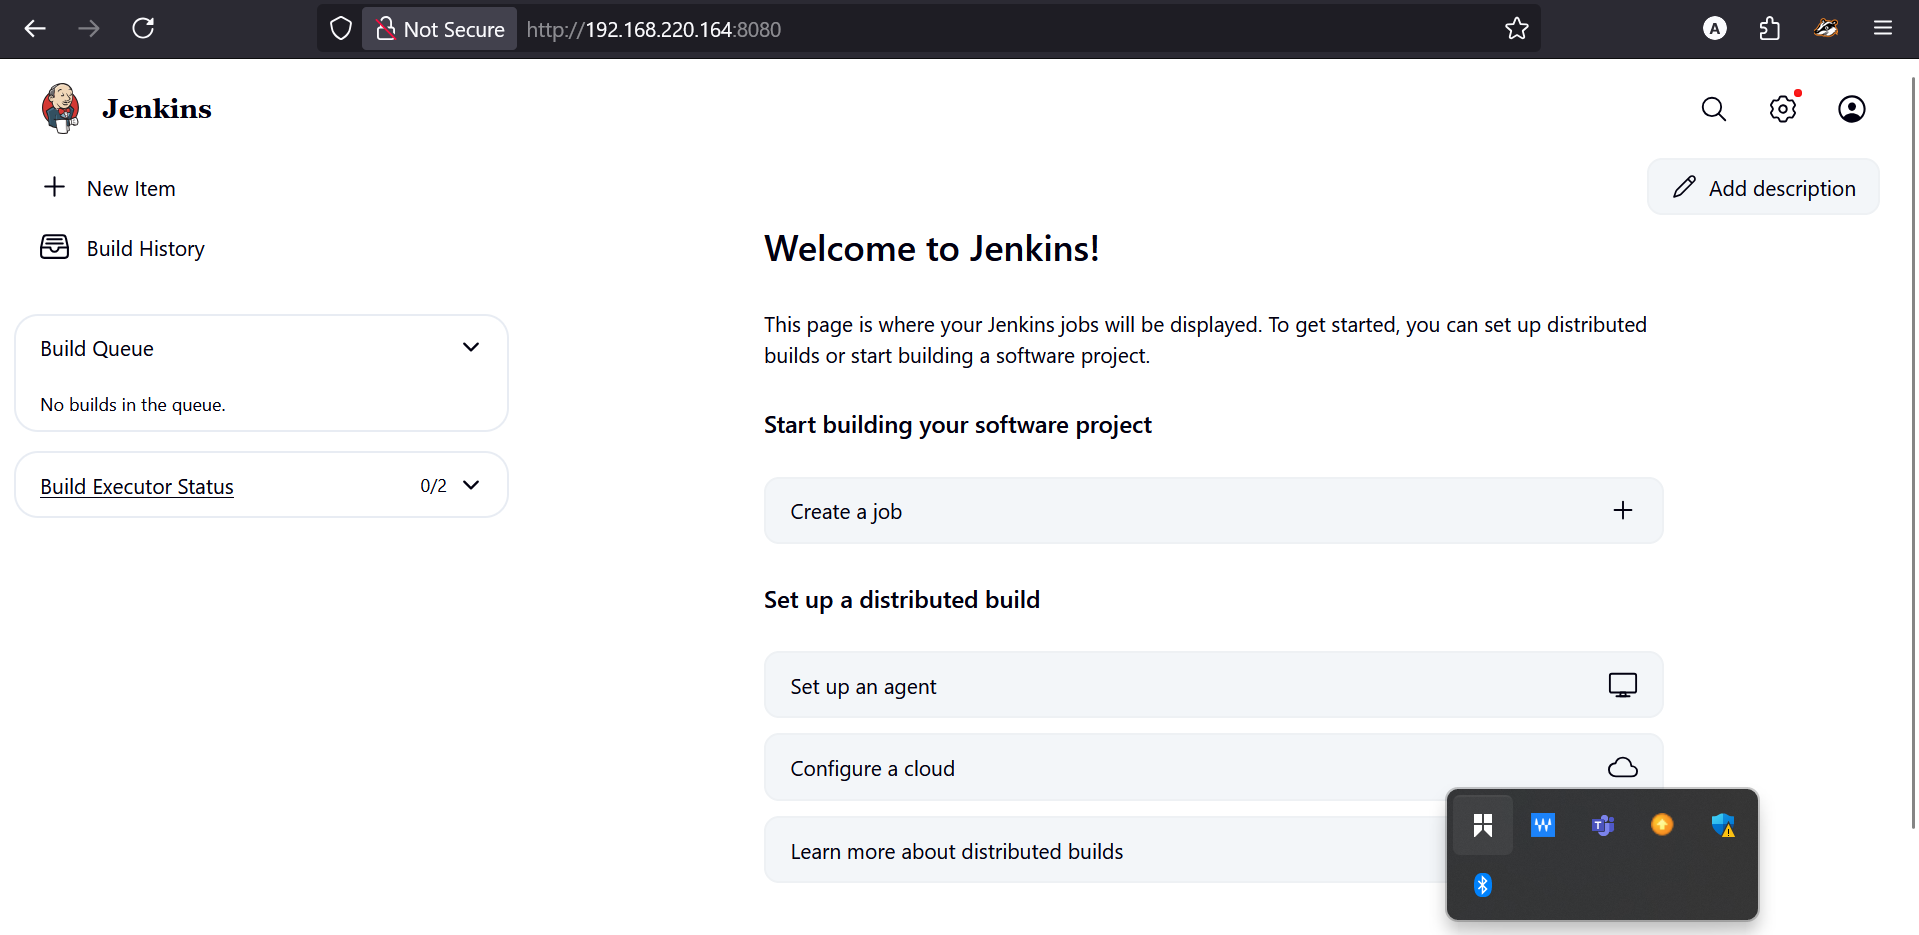 Not Secure
http://192.168.220.164:8080
Jenkins
New Item
Build History
Add description
Build Queue
No builds in the queue.
Build Executor Status
0/2
Welcome to Jenkins!
This page is where your Jenkins jobs will be displayed. To get started, you can set up distributed
builds or start building a software project.
Start building your software project
Create a job
Set up a distributed build
Set up an agent
Configure a cloud
Learn more about distributed builds